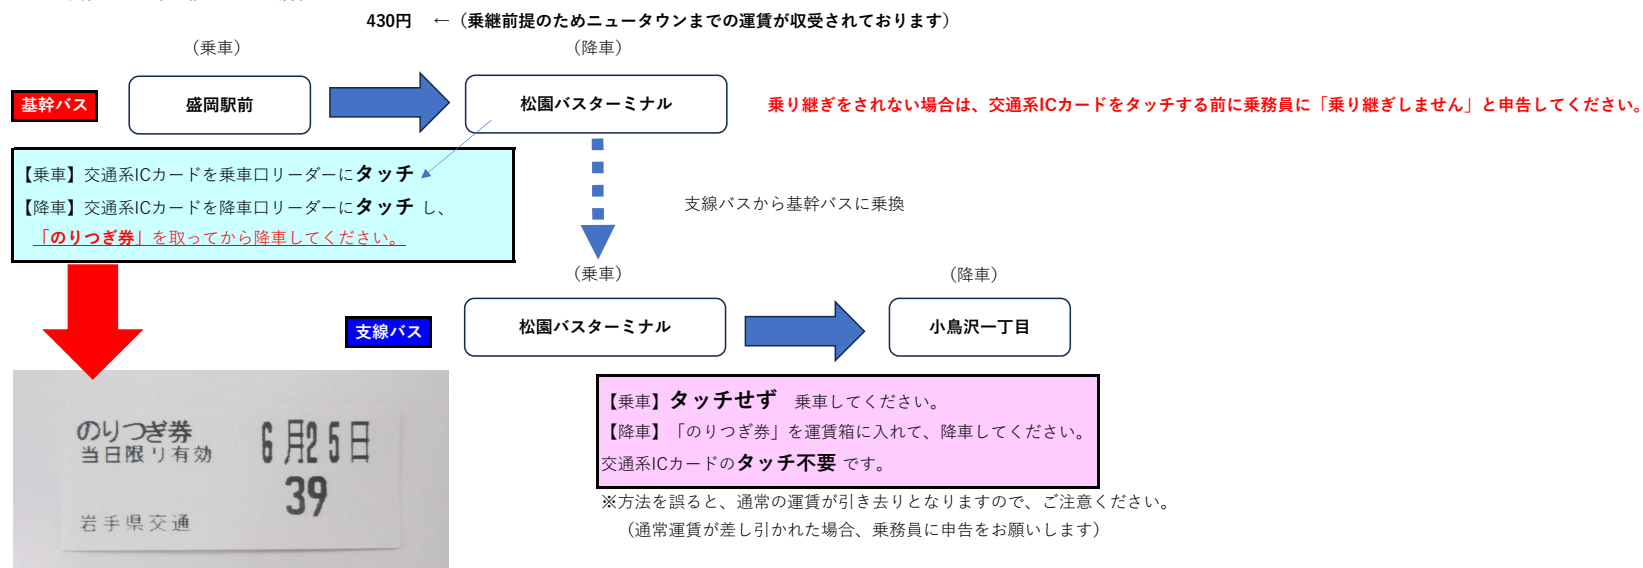 430円 ←（乗継前提のためニュータウンまでの運賃が収受されております）
（乗車）
（降車）
基幹バス
盛岡駅前
松園バスターミナル
乗り継ぎをされない場合は、交通系ICカードをタッチする前に乗務員に「乗り継ぎしません」と申告してください。
【乗車】交通系ICカードを乗車口リーダーにタッチ
【降車】交通系ICカードを降車口リーダーにタッチ し、
「のりつぎ券」を取ってから降車してください。
支線バスから基幹バスに乗換
（乗車）
（降車）
支線バス
松園バスターミナル
小鳥沢一丁目
のりつぎ券
当日限り有効
6月25日
39
岩手県交通
【乗車】タッチせず 乗車してください。
【降車】「のりつぎ券」を運賃箱に入れて、降車してください。
交通系ICカードのタッチ不要 です。
※方法を誤ると、通常の運賃が引き去りとなりますので、ご注意ください。
（通常運賃が差し引かれた場合、乗務員に申告をお願いします）